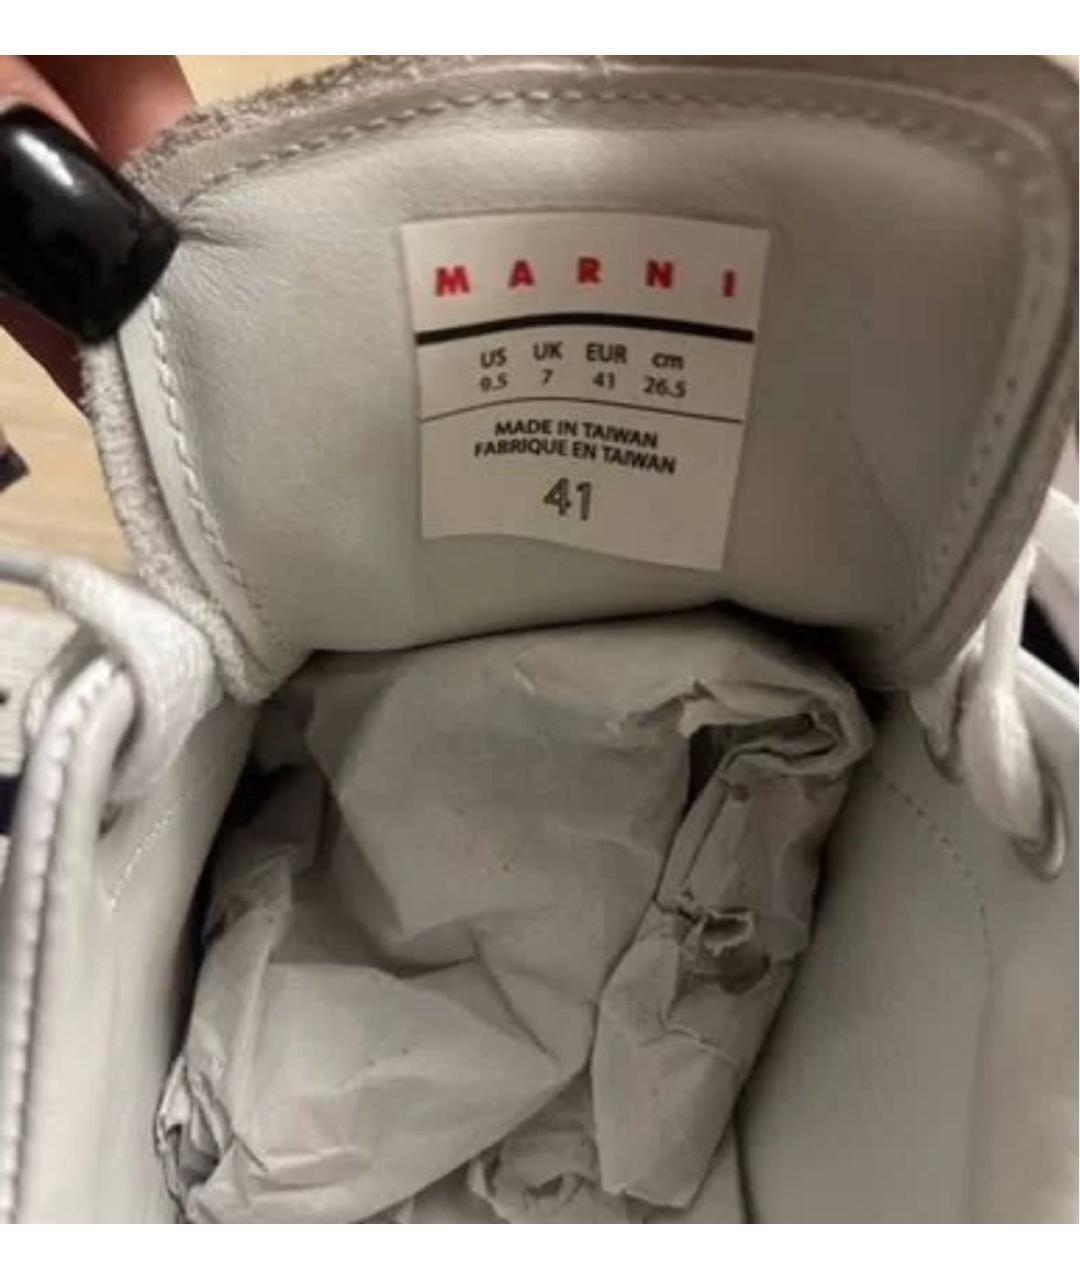 MARNI
US UK EUR cm
9.5 7 41 26.5
MADE IN TAIWAN
FABRIQUE EN TAIWAN
41